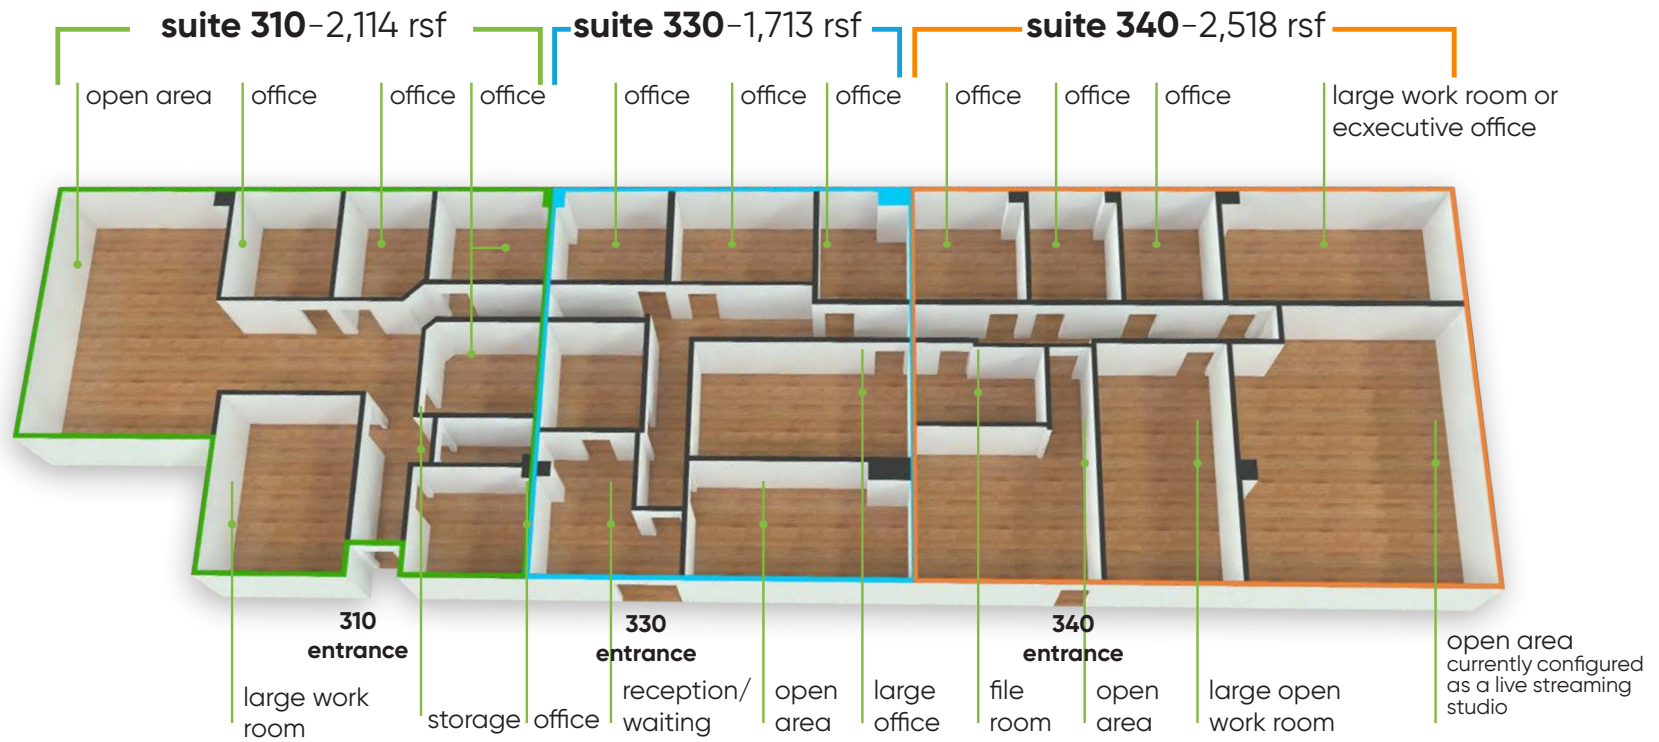 suite 310–2,114 rsf
suite 330–1,713 rsf
suite 340–2,518 rsf
open area
office
office
office
office
office
office
office
office
office
large work room or
ecxecutive office
310
entrance
330
entrance
340
entrance
large work
room
storage
office
reception/
waiting
open
area
large
office
file
room
open
area
large open
work room
open area
currently configured
as a live streaming
studio